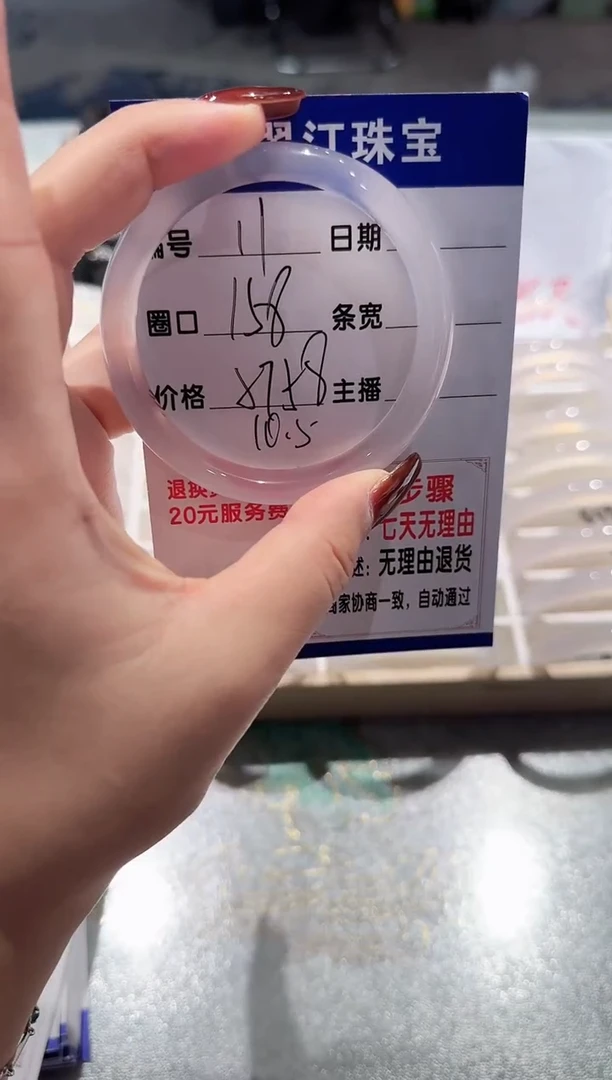 江珠宝
号 11 日期
圈口 158 条宽
价格 主播
10.5
退换 步骤
20元服务费 七天无理由
述：无理由退货
家协商一致，自动通过